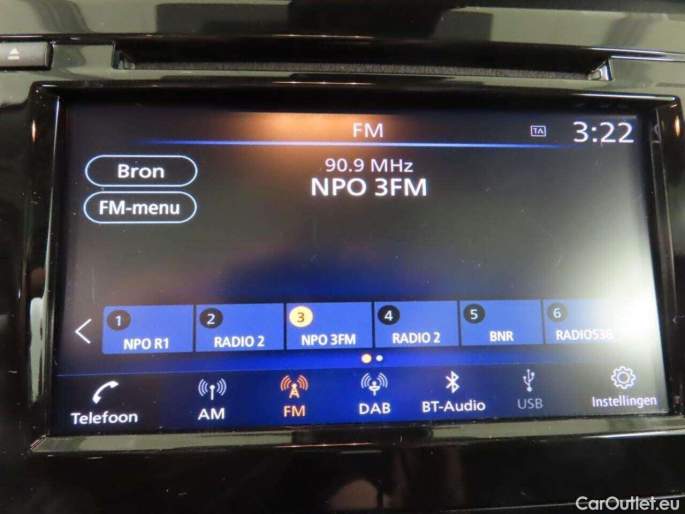 FM
TA
3:22
Bron
90.9 MHz
NPO 3FM
FM-menu
1
2
3
4
5
6
NPO R1
RADIO 2
NPO 3FM
RADIO 2
BNR
RADIO538
Telefoon
AM
FM
DAB
BT-Audio
USB
Instellingen
CarOutlet.eu